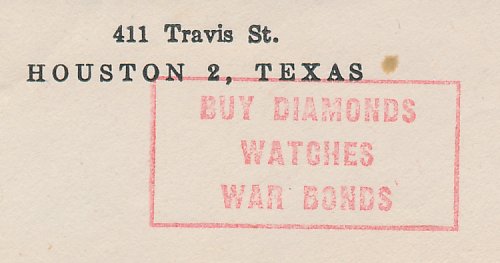 411 Travis St.
HOUSTON 2, TEXAS
BUY DIAMONDS
WATCHES
WAR BONDS